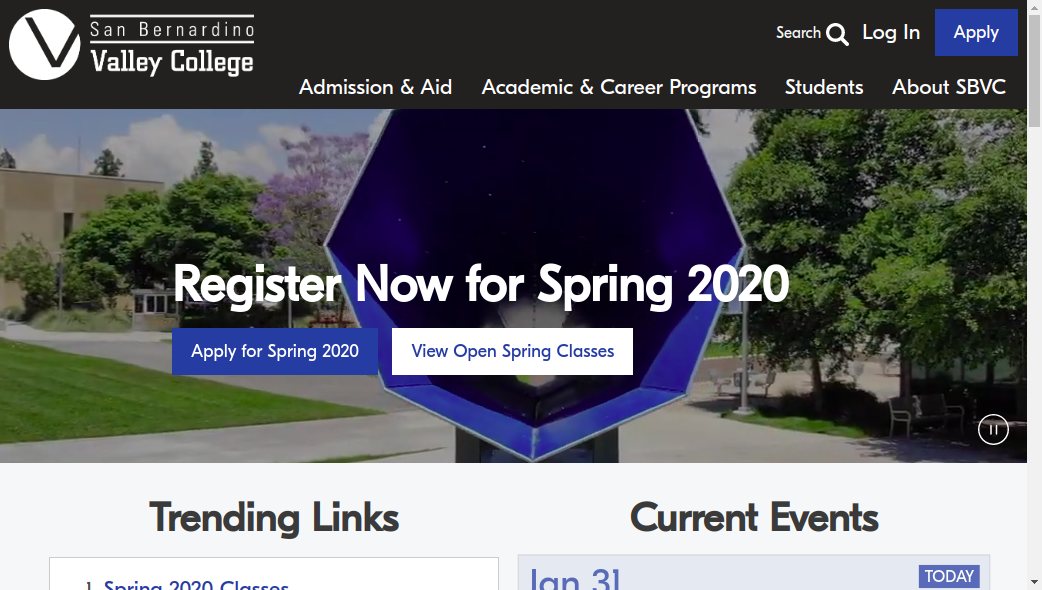 San Bernardino
Valley College
Search
Log In
Apply
Admission & Aid
Academic & Career Programs
Students
About SBVC
Register Now for Spring 2020
Apply for Spring 2020
View Open Spring Classes
Trending Links
Current Events
1. Spring 2020 Classes
Jan 31
TODAY